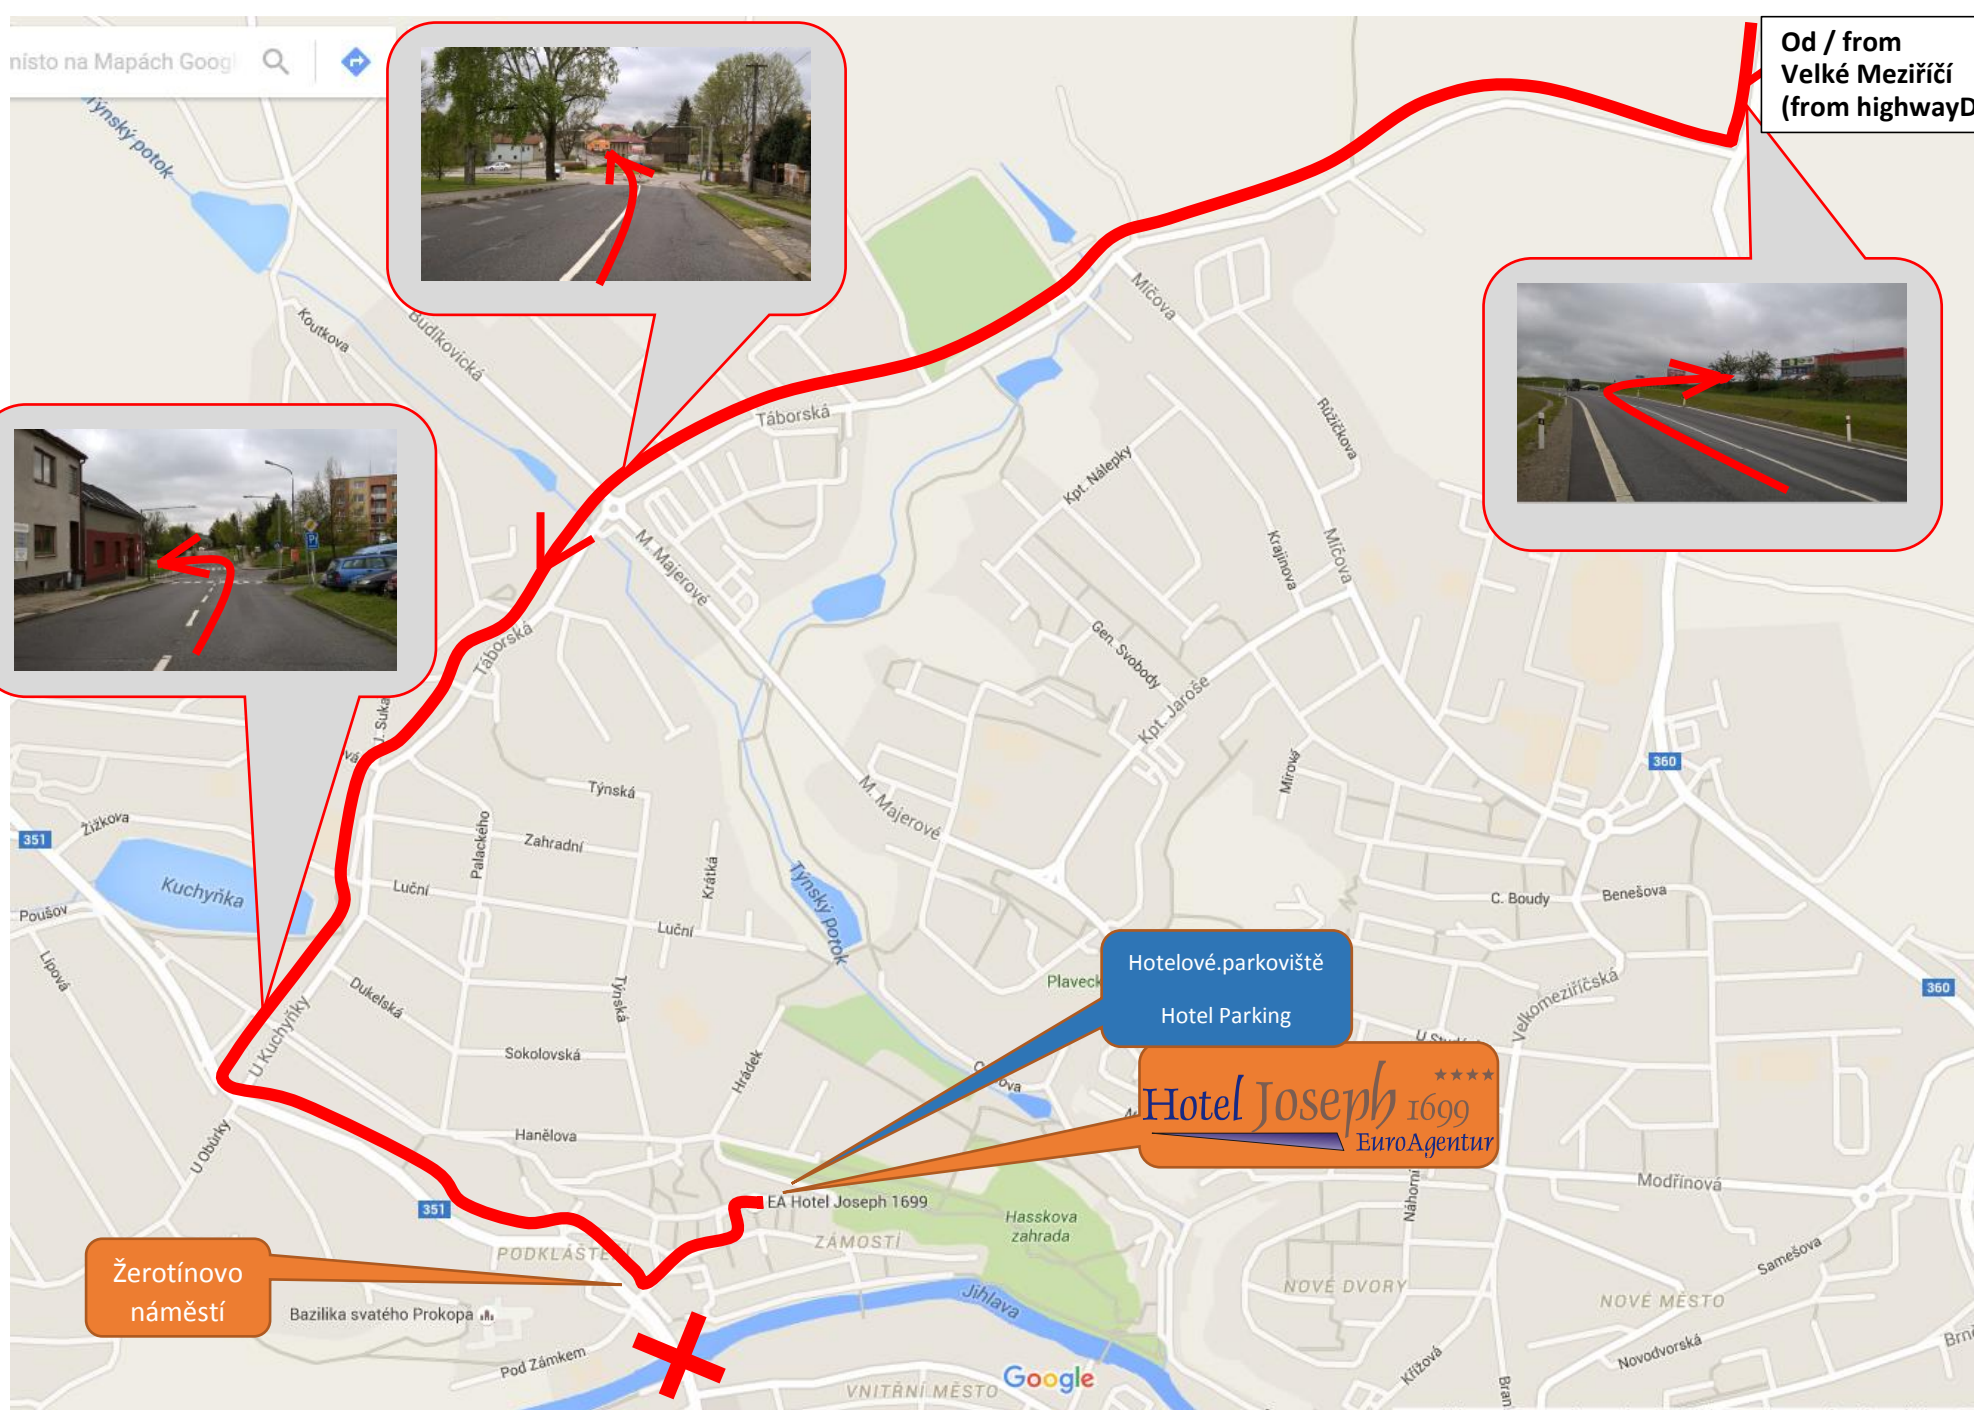 místo na Mapách Googl
Od / from
Velké Meziříčí
(from highwayD
Týnský potok
Koutkova
Budíkovická
Míčova
Růžičkova
Táborská
Kpt. Nálepky
Krajinova
Míčova
M. Majerové
Gen. Svobody
Táborská
Kpt. Jaroše
J. Suka
vá
Mírová
360
Týnská
M. Majerové
Žižkova
351
Palackého
Zahradní
Krátká
Týnský potok
Kuchyňka
Luční
Luční
C. Boudy
Benešova
Poušov
Lipová
Dukelská
Týnská
Plaveck
Hotelové.parkoviště
Hotel Parking
Velkomeziříčská
360
U Kuchyňky
Sokolovská
Hrádek
Hotel Joseph 1699
EuroAgentur
U Obůrky
Hanělova
Náhorní
Modřínová
351
EA Hotel Joseph 1699
Hasskova
zahrada
PODKLÁŠTEŘÍ
ZÁMOSTÍ
Samešova
Žerotínovo
náměstí
Bazilika svatého Prokopa
Jihlava
NOVÉ DVORY
NOVÉ MĚSTO
Pod Zámkem
Křížová
Novodvorská
Brn
VNITŘNÍ MĚSTO
Google
Bran